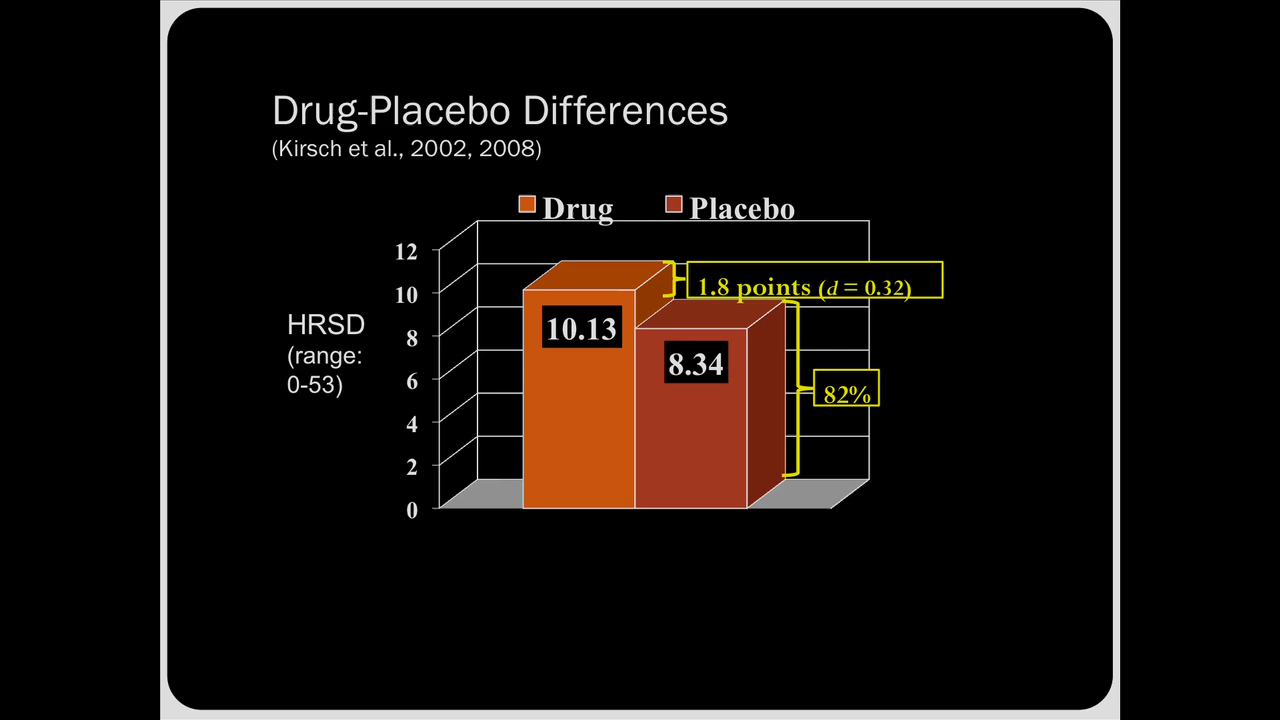 Drug-Placebo Differences
(Kirsch et al., 2002, 2008)
Drug Placebo
12
10
8
6
4
2
0
HRSD
(range:
0-53)
10.13
8.34
1.8 points (d = 0.32)
82%